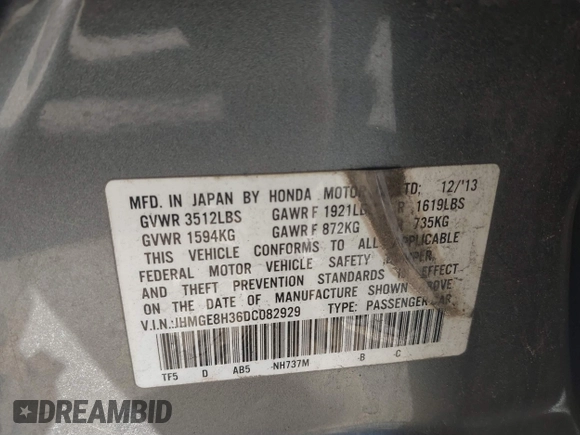 MFD. IN JAPAN BY HONDA MOTOR LTD; 12/'13
GVWR 3512LBS GAWR F 1921LB R 1619LBS
GVWR 1594KG GAWR F 872KG 735KG
THIS VEHICLE CONFORMS TO ALL APPLICABLE
FEDERAL MOTOR VEHICLE SAFETY
AND THEFT PREVENTION STANDARDS IN EFFECT
ON THE DATE OF MANUFACTURE SHOWN ABOVE
V.I.N.:JHMGE8H36DC082929 TYPE: PASSENGER CAR
TF5 D AB5 -NH737M -B -C
DREAMBID